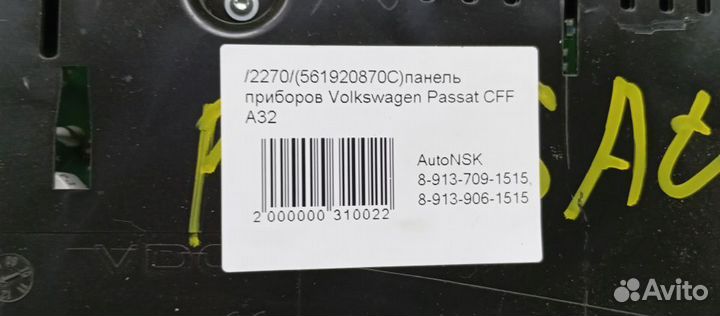 /2270/(561920870C)панель
приборов Volkswagen Passat CFF
A32
AutoNSK
8-913-709-1515,
8-913-906-1515
2 000000 310022
VDO
Avito